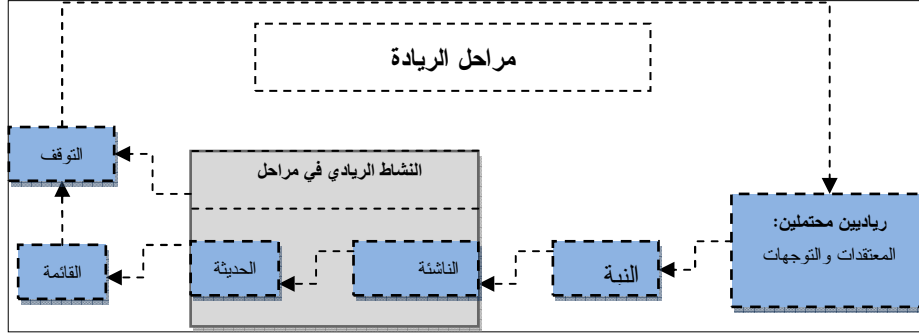 مراحل الريادة
التوقف
النشاط الريادي في مراحل
رياديين محتملين:
المعتقدات والتوجهات
النية
الناشئة
الحديثة
القائمة